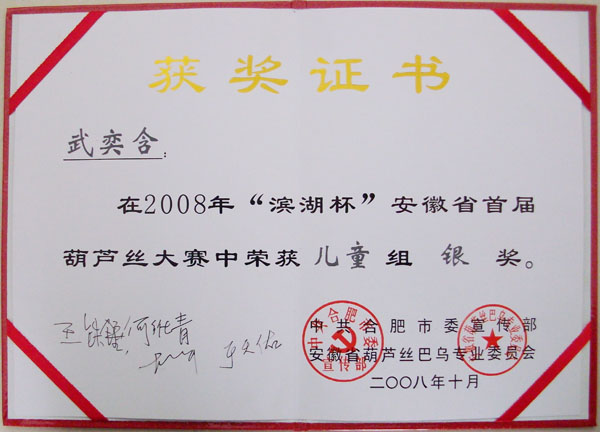 获奖证书
武奕含：
在2008年“滨湖杯”安徽省首届
葫芦丝大赛中荣获 儿童 组 银 奖。
中共合肥市委宣传部
安徽省葫芦丝巴乌专业委员会
二〇〇八年十月